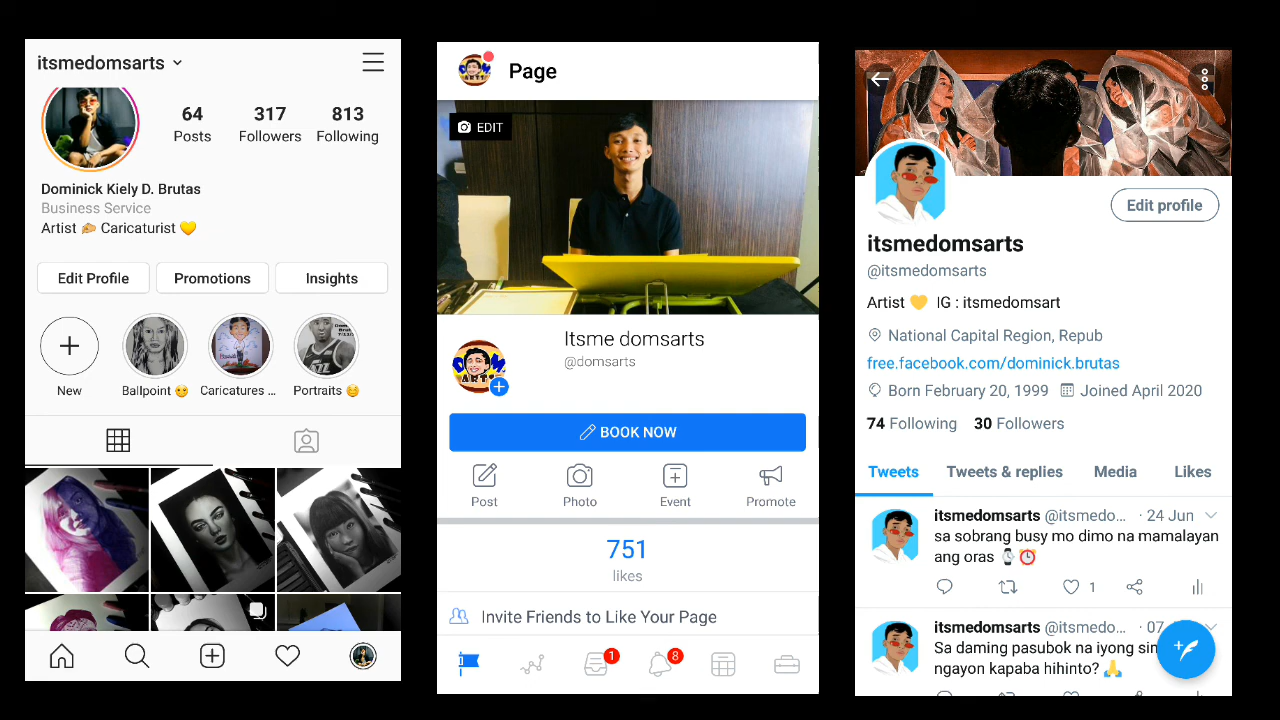 itsmedomsarts
64
317
813
Posts
Followers
Following
Dominick Kiely D. Brutas
Business Service
Artist ✍ Caricaturist 💛
Edit Profile
Promotions
Insights
New
Ballpoint 😊
Caricatures ...
Portraits 😊
Page
EDIT
Itsme domsarts
@domsarts
BOOK NOW
Post
Photo
Event
Promote
751
likes
Invite Friends to Like Your Page
1
8
Edit profile
itsmedomsarts
@itsmedomsarts
Artist 💛 IG : itsmedomsart
National Capital Region, Repub
free.facebook.com/dominick.brutas
Born February 20, 1999
Joined April 2020
74 Following
30 Followers
Tweets
Tweets & replies
Media
Likes
itsmedomsarts @itsmedo... · 24 Jun
sa sobrang busy mo dimo na mamalayan
ang oras ⌚⏰
1
itsmedomsarts @itsmedo... · 07
Sa daming pasubok na iyong sin
ngayon kapaba hihinto? 🙏